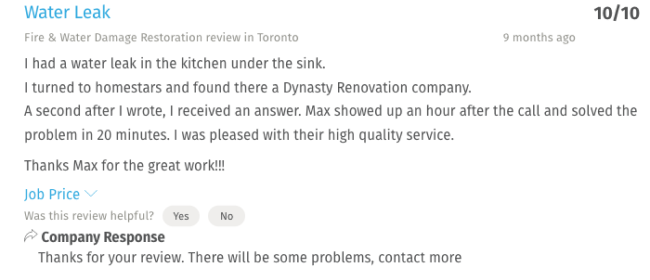 Water Leak
10/10
Fire & Water Damage Restoration review in Toronto
9 months ago
I had a water leak in the kitchen under the sink.
I turned to homestars and found there a Dynasty Renovation company.
A second after I wrote, I received an answer. Max showed up an hour after the call and solved the
problem in 20 minutes. I was pleased with their high quality service.
Thanks Max for the great work!!!
Job Price
Was this review helpful? Yes No
Company Response
Thanks for your review. There will be some problems, contact more